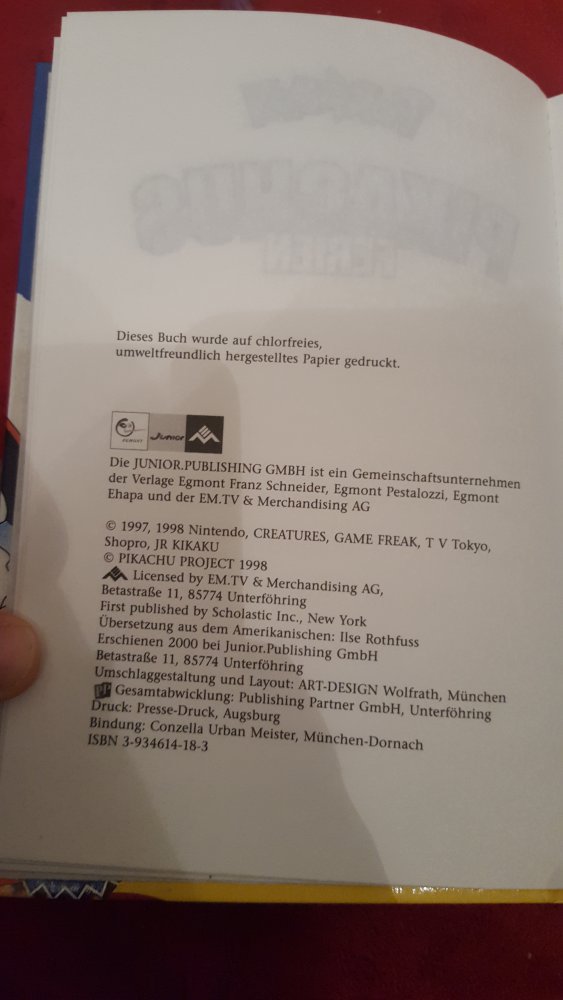 Dieses Buch wurde auf chlorfreies,
umweltfreundlich hergestelltes Papier gedruckt.
EGMONT Junior
Die JUNIOR.PUBLISHING GMBH ist ein Gemeinschaftsunternehmen
der Verlage Egmont Franz Schneider, Egmont Pestalozzi, Egmont
Ehapa und der EM.TV & Merchandising AG
© 1997, 1998 Nintendo, CREATURES, GAME FREAK, T V Tokyo,
Shopro, JR KIKAKU
© PIKACHU PROJECT 1998
Licensed by EM.TV & Merchandising AG,
Betastraße 11, 85774 Unterföhring
First published by Scholastic Inc., New York
Übersetzung aus dem Amerikanischen: Ilse Rothfuss
Erschienen 2000 bei Junior.Publishing GmbH
Betastraße 11, 85774 Unterföhring
Umschlaggestaltung und Layout: ART-DESIGN Wolfrath, München
Gesamtabwicklung: Publishing Partner GmbH, Unterföhring
Druck: Presse-Druck, Augsburg
Bindung: Conzella Urban Meister, München-Dornach
ISBN 3-934614-18-3